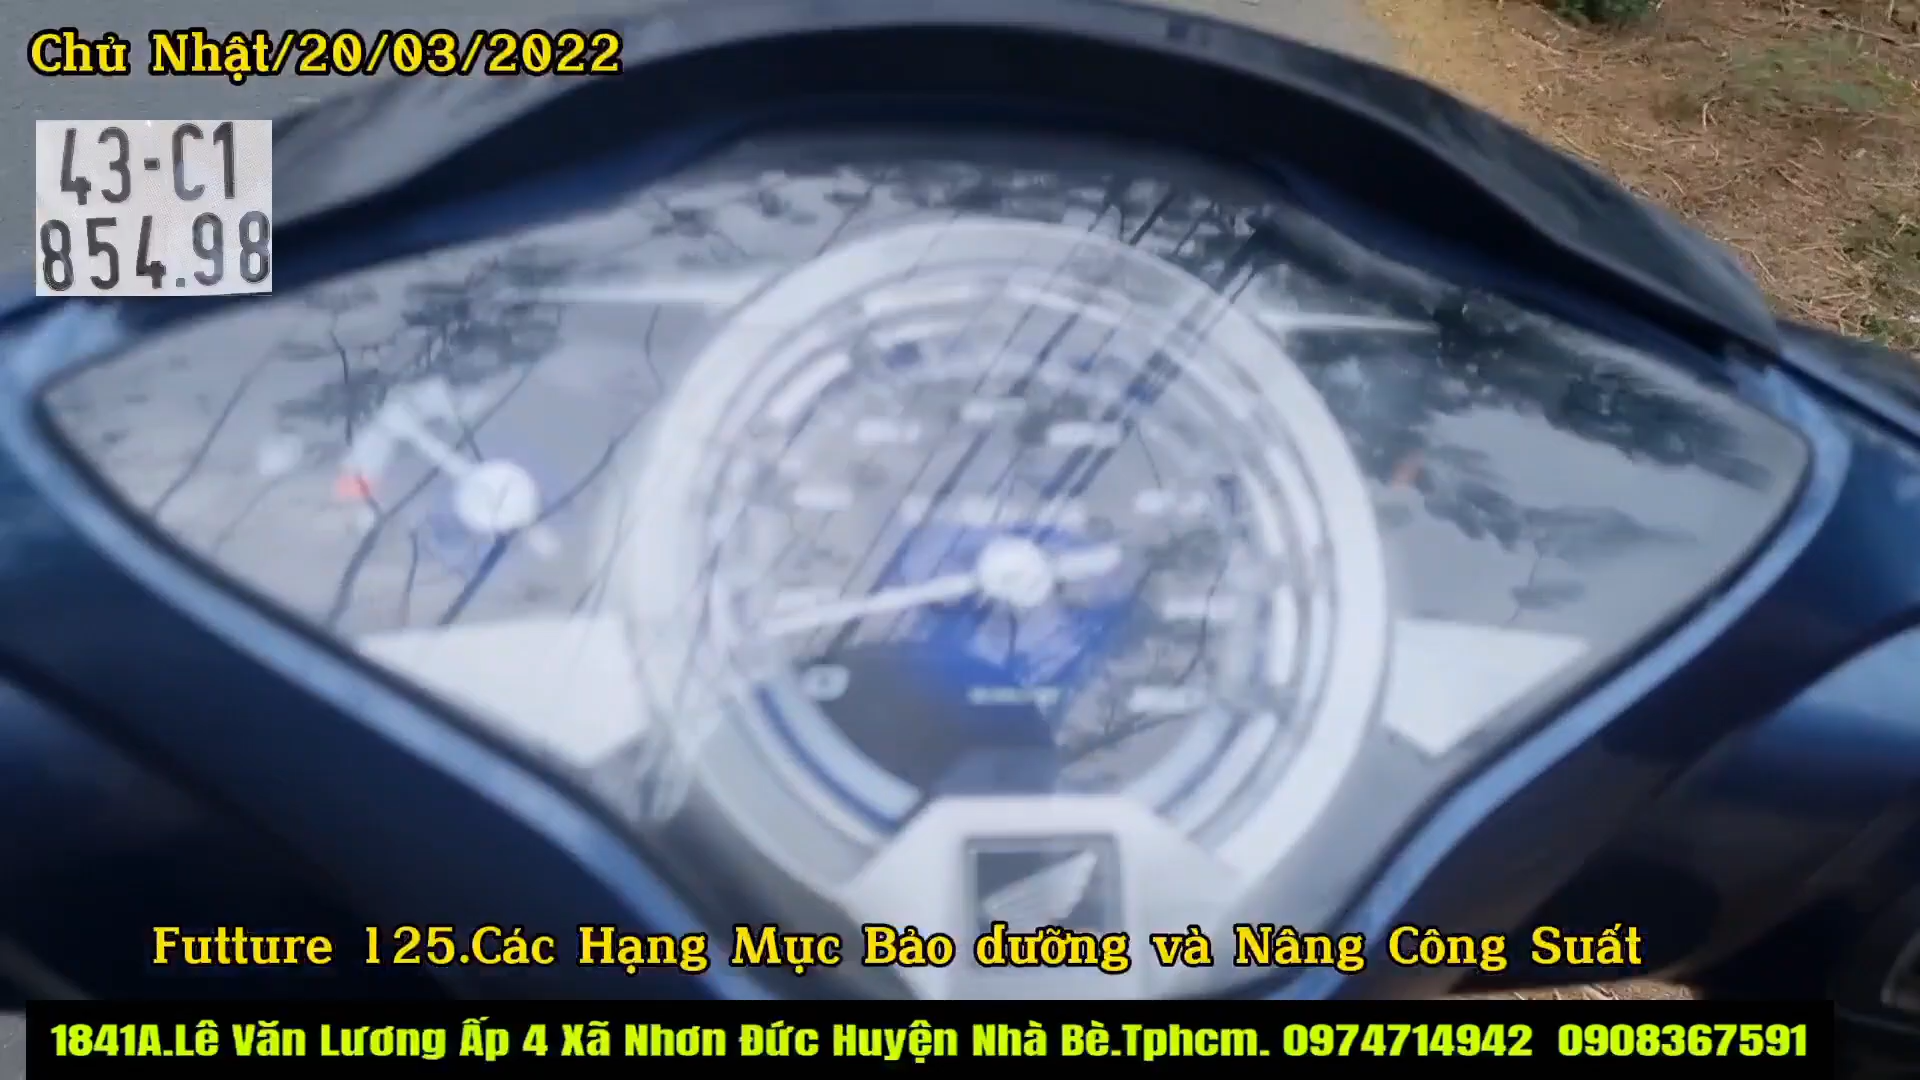 Chủ Nhật/20/03/2022
43-C1
854.98
Futture 125.Các Hạng Mục Bảo dưỡng và Nâng Công Suất
1841A.Lê Văn Lương Ấp 4 Xã Nhơn Đức Huyện Nhà Bè.Tphcm. 0974714942 0908367591